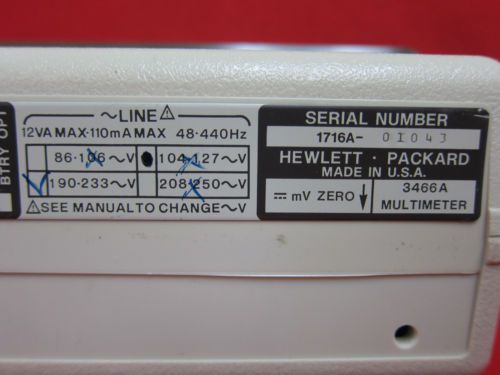 BTRY OPT
~LINE⚠
12VA MAX·110mA MAX 48·440Hz
86·106~V 104·127~V
190·233~V 208·250~V
⚠SEE MANUAL TO CHANGE~V
SERIAL NUMBER
1716A- 01043
HEWLETT · PACKARD
MADE IN U.S.A.
mV ZERO
3466A
MULTIMETER